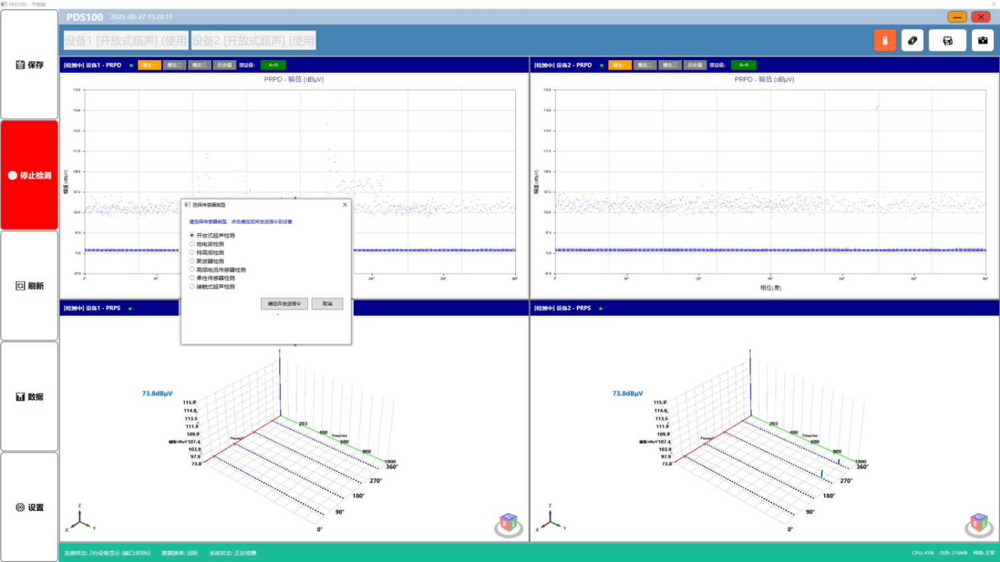 PRD100 - 平板版
PDS100 2025-08-27 15:28:19
设备1 [开放式超声] (使用
设备2 [开放式超声] (使用
保存
停止检测
刷新
数据
设置
[检测中] 设备1 - PRPD
模态一
模态二
模态三
历史值
增益值:
A=0
PRPD - 幅值 (dBµV)
115.9
114.8
113.5
111.9
109.9
107.4
103.9
97.9
73.8
-97.9
幅值 (dBµV)
0°
60°
240°
300°
360°
[检测中] 设备2 - PRPD
模态一
模态二
模态三
历史值
增益值:
A=0
PRPD - 幅值 (dBµV)
115.9
114.8
113.5
111.9
109.9
107.4
103.9
97.9
73.8
-97.9
幅值 (dBµV)
0°
60°
120°
180°
240°
300°
360°
相位(度)
选择传感器类型
请选择传感器类型，点击确定后将发送指令到设备
开放式超声检测
地电波检测
特高频检测
聚波器检测
高频电流传感器检测
柔性传感器检测
接触式超声检测
确定并发送指令
取消
[检测中] 设备1 - PRPS
73.8dBµV
115.9
114.8
113.5
111.9
109.9
幅值/dBµV 107.4
103.9
97.9
73.8
200
400
Time/ms
600
800
1000
360°
270°
180°
90°
0°
Z
X
Y
[检测中] 设备2 - PRPS
73.8dBµV
115.9
114.8
113.5
111.9
109.9
幅值/dBµV 107.4
103.9
97.9
73.8
200
400
Time/ms
600
800
1000
360°
270°
180°
90°
0°
Z
X
Y
连接状态: 2台设备显示 (端口:8086)
数据速率: 活跃
系统状态: 正在检测
CPU: 45%
内存: 276MB
网络: 正常